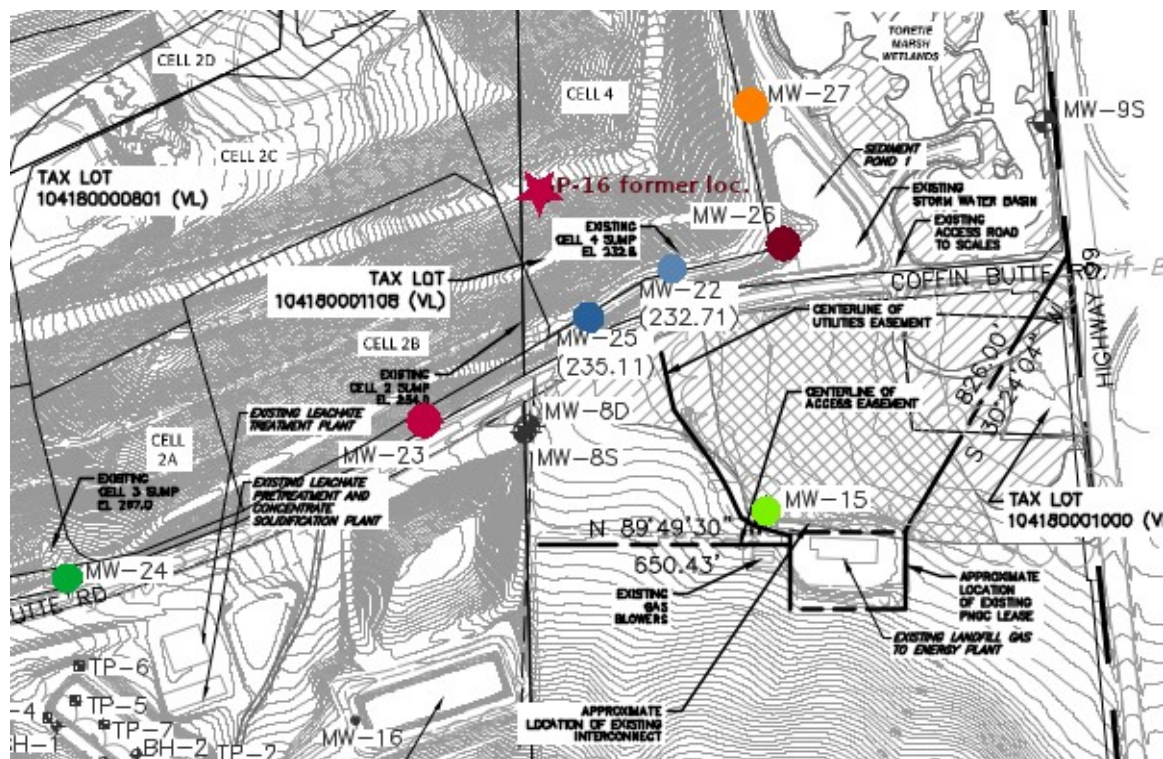 CELL 2D
CELL 4
TORETIE
MARSH
WETLANDS
MW-27
MW-9S
CELL 2C
SEDIMENT
POND 1
TAX LOT
104180000801 (VL)
P-16 former loc.
EXISTING
STORM WATER BASIN
MW-26
EXISTING
CELL 4 SUMP
EL 232.8
EXISTING
ACCESS ROAD
TO SCALES
TAX LOT
104180001108 (VL)
COFFIN BUTTE RD
MW-22
(232.71)
CENTERLINE OF
UTILITIES EASEMENT
HIGHWAY 99
MW-25
(235.11)
CELL 2B
EXISTING
CELL 2 SUMP
826.00'
S 30°24'04" W
CENTERLINE OF
ACCESS EASEMENT
EXISTING LEACHATE
TREATMENT PLANT
MW-8D
MW-8S
CELL
2A
MW-23
EXISTING
CELL 3 SUMP
EXISTING LEACHATE
PRETREATMENT AND
CONCENTRATE
SOLIDIFICATION PLANT
MW-15
TAX LOT
104180001000 (V
N 89°49'30" W
650.43'
MW-24
BUTTE RD
EXISTING
GAS
BLOWERS
APPROXIMATE
LOCATION
OF EXISTING
PNGC LEASE
EXISTING LANDFILL GAS
TO ENERGY PLANT
TP-6
TP-5
-4
TP-7
BH-1
BH-2
TP-2
MW-16
APPROXIMATE
LOCATION OF EXISTING
INTERCONNECT